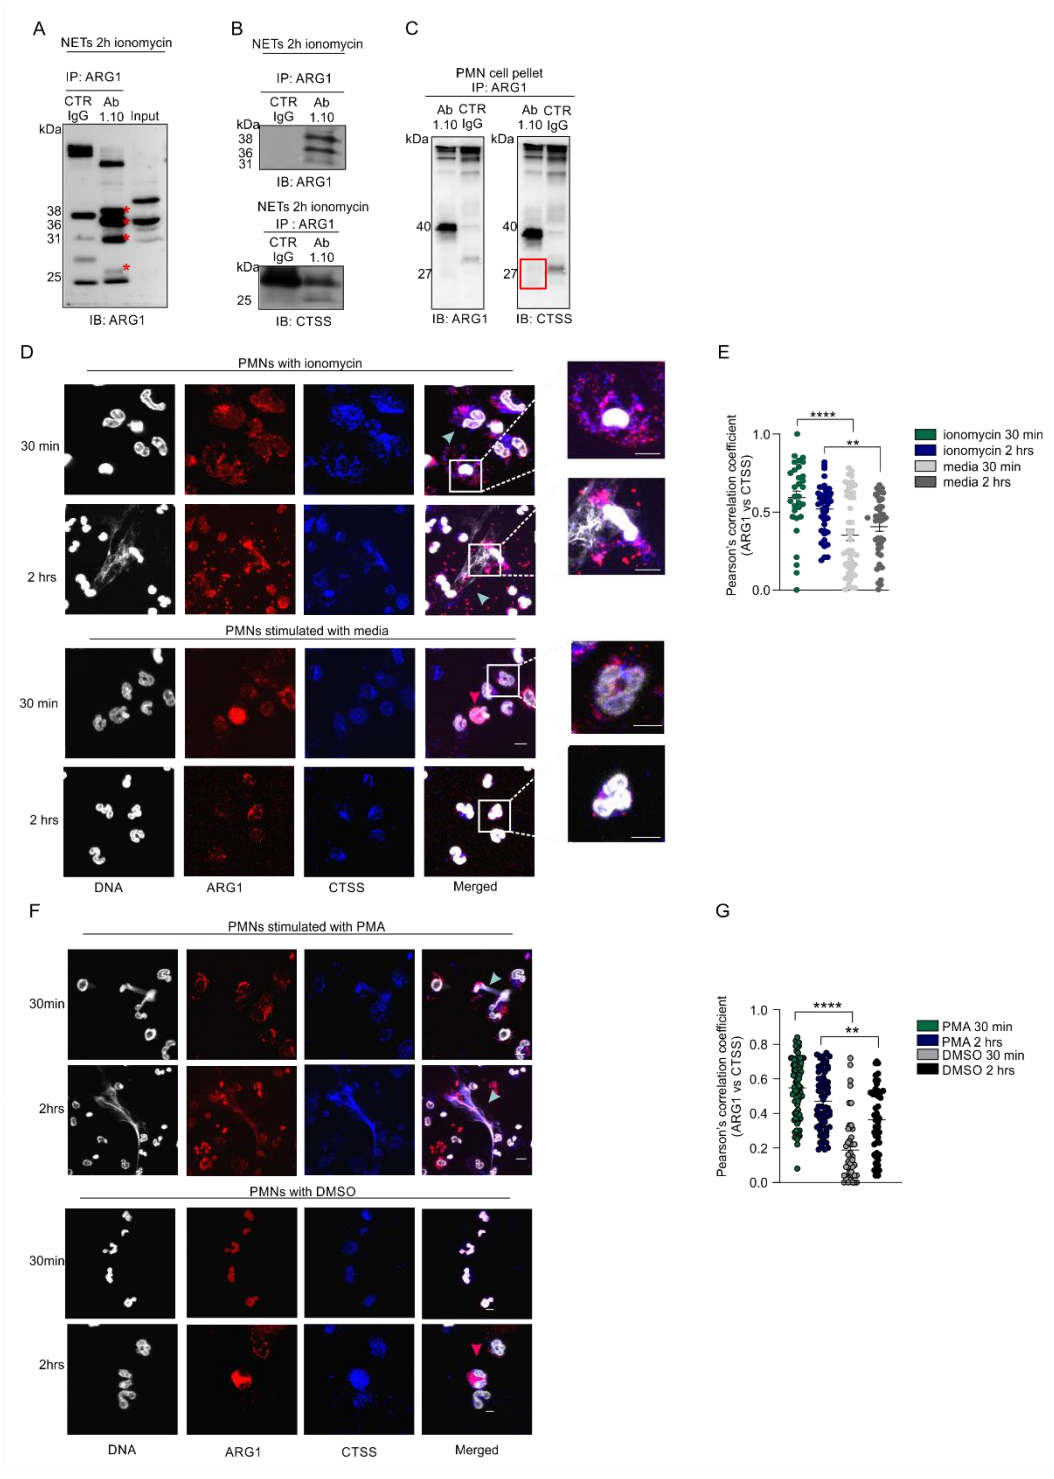 A
NETs 2h ionomycin
IP: ARG1
CTR Ab
IgG 1.10 Input
kDa
38
36
31
25
*
*
*
*
IB: ARG1
B
NETs 2h ionomycin
IP: ARG1
CTR Ab
IgG 1.10
kDa
38
36
31
IB: ARG1
NETs 2h ionomycin
IP: ARG1
CTR Ab
IgG 1.10
kDa
25
IB: CTSS
C
PMN cell pellet
IP: ARG1
Ab CTR
1.10 IgG
kDa
40
27
IB: ARG1
Ab CTR
1.10 IgG
kDa
40
27
IB: CTSS
D
PMNs with ionomycin
30 min
2 hrs
PMNs stimulated with media
30 min
2 hrs
DNA ARG1 CTSS Merged
E
Pearson's correlation coefficient
(ARG1 vs CTSS)
1.0
0.5
0.0
****
**
ionomycin 30 min
ionomycin 2 hrs
media 30 min
media 2 hrs
F
PMNs stimulated with PMA
30min
2hrs
PMNs with DMSO
30min
2hrs
DNA ARG1 CTSS Merged
G
Pearson's correlation coefficient
(ARG1 vs CTSS)
1.0
0.8
0.6
0.4
0.2
0.0
****
**
PMA 30 min
PMA 2 hrs
DMSO 30 min
DMSO 2 hrs